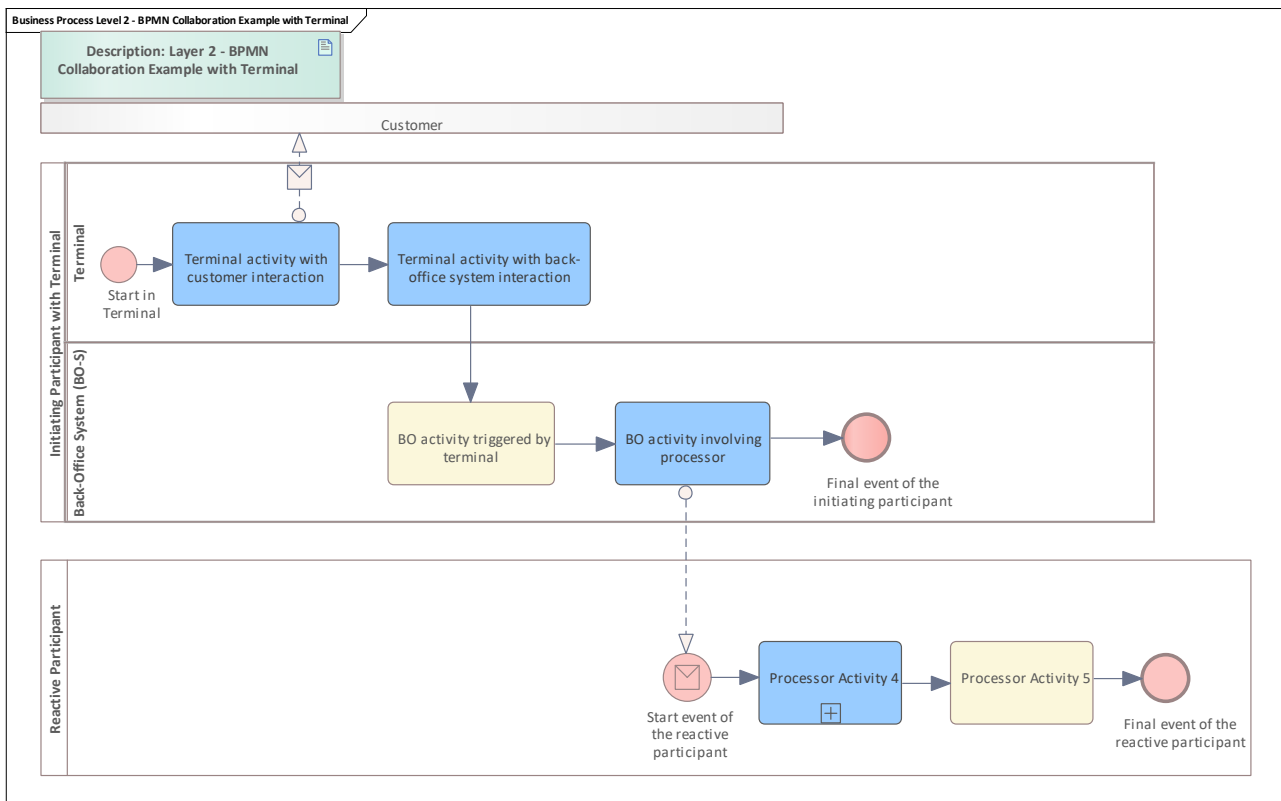 Business Process Level 2 - BPMN Collaboration Example with Terminal
Description: Layer 2 - BPMN
Collaboration Example with Terminal
Customer
Initiating Participant with Terminal
Terminal
Start in
Terminal
Terminal activity with
customer interaction
Terminal activity with back-
office system interaction
Back-Office System (BO-S)
BO activity triggered by
terminal
BO activity involving
processor
Final event of the
initiating participant
Reactive Participant
Start event of
the reactive
participant
Processor Activity 4
Processor Activity 5
Final event of the
reactive participant